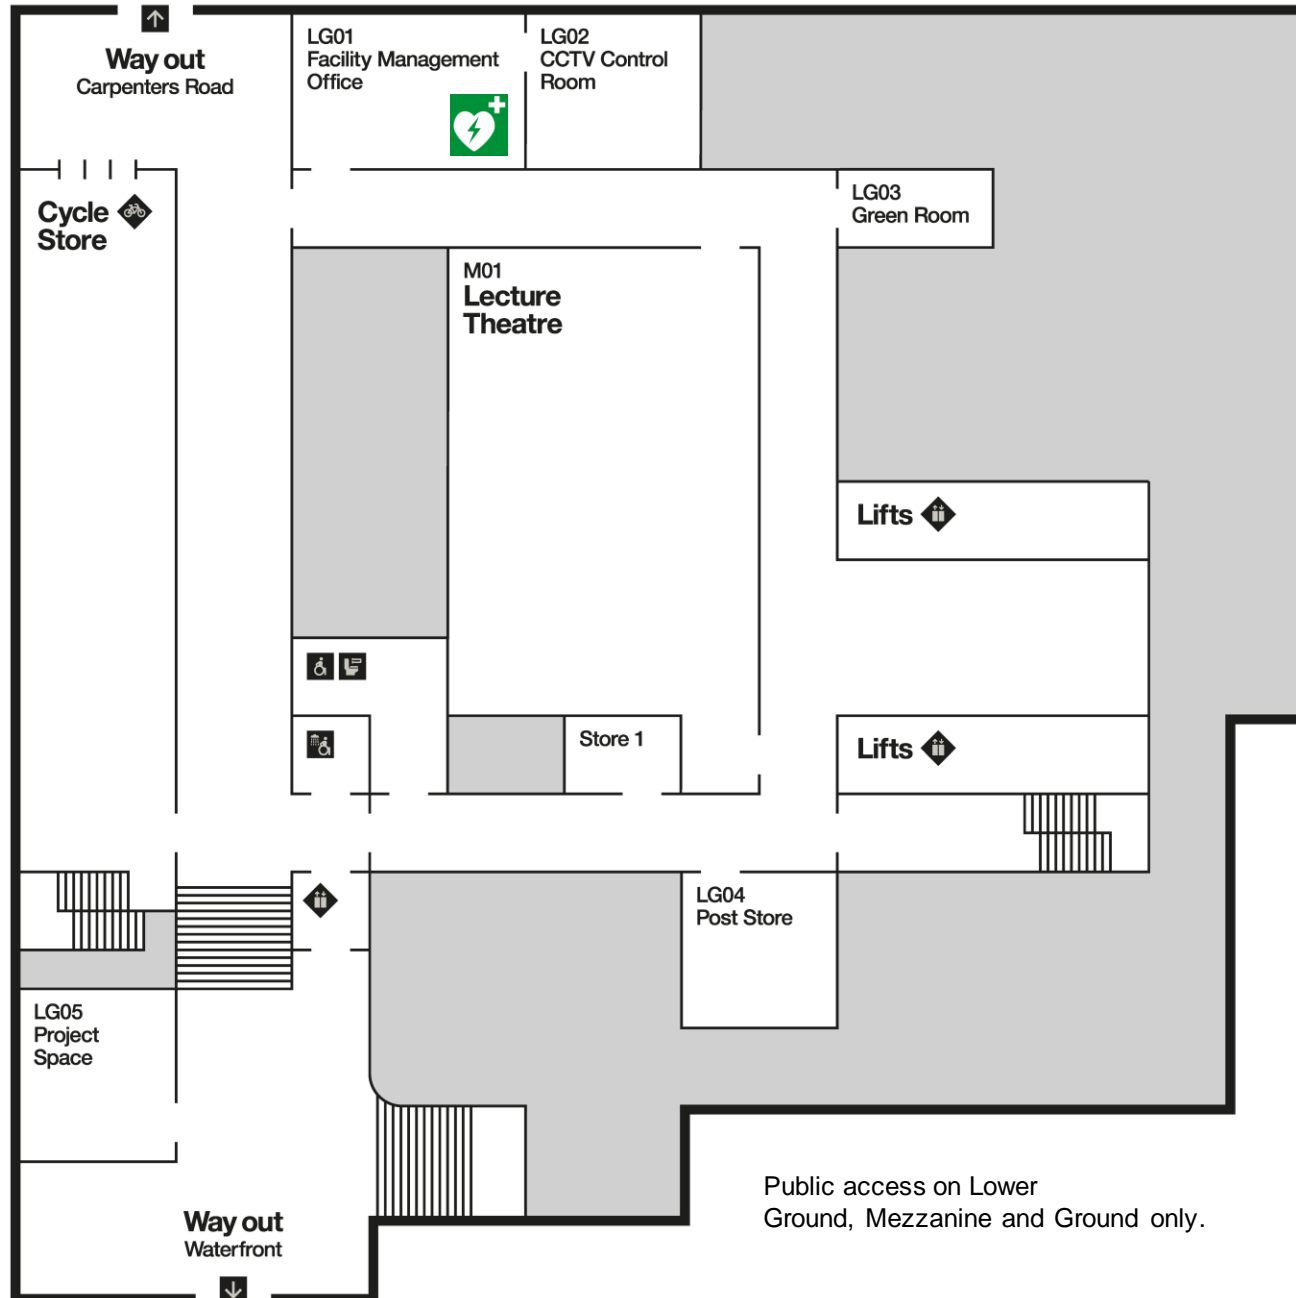 Way out
Carpenters Road
LG01
Facility Management
Office
LG02
CCTV Control
Room
Cycle
Store
LG03
Green Room
M01
Lecture
Theatre
Lifts
Store 1
Lifts
LG04
Post Store
LG05
Project
Space
Way out
Waterfront
Public access on Lower
Ground, Mezzanine and Ground only.